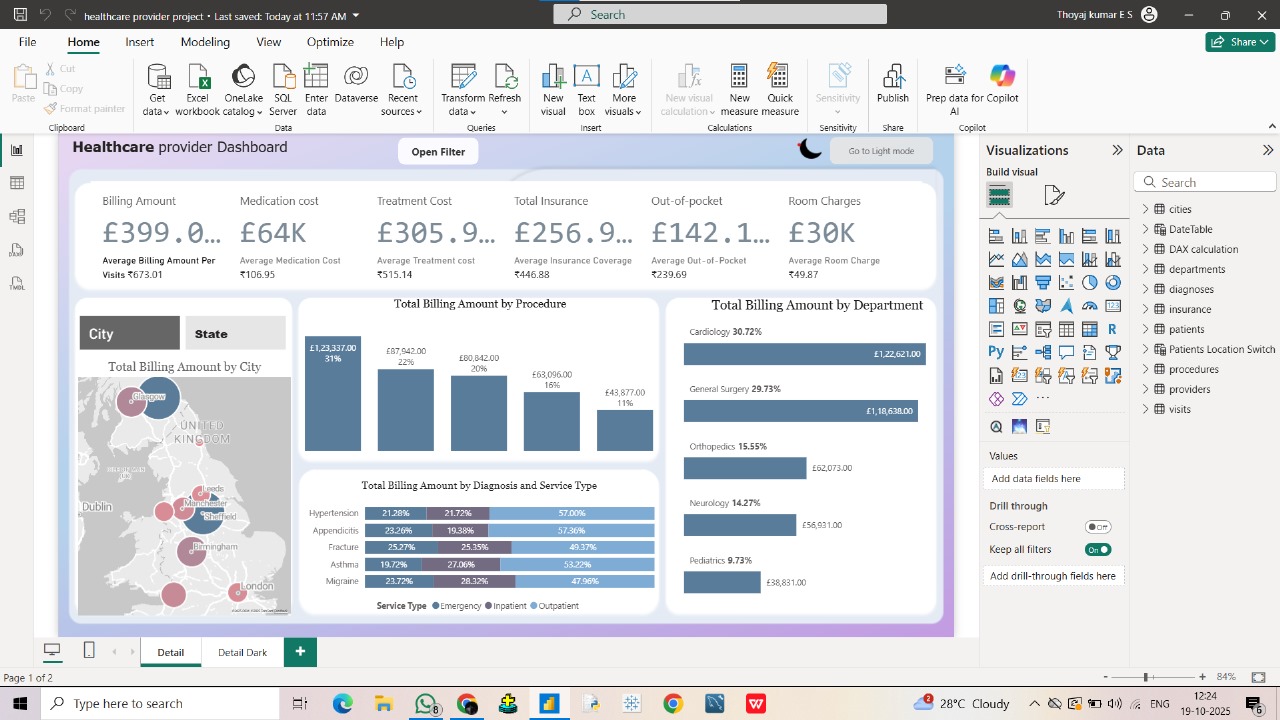 healthcare project • Last saved: Today at 11:57 AM
Search
Thoyaj kumar E S
File
Home
Insert
Modeling
View
Optimize
Help
Share
Paste
Cut
Copy
Format painter
Get data
Excel workbook
OneLake catalog
SQL Server
Enter data
Dataverse
Recent sources
Transform data
Refresh
New visual
Text box
More visuals
New visual calculation
New measure
Quick measure
Sensitivity
Publish
Prep data for AI
Copilot
Clipboard
Data
Queries
Insert
Calculations
Sensitivity
Share
Copilot
Healthcare provider Dashboard
Open Filter
Go to Light mode
Billing Amount
£399.0...
Average Billing Amount Per Visits ₹673.01
Medication cost
£64K
Average Medication Cost
₹106.95
Treatment Cost
£305.9...
Average Treatment cost
₹515.14
Total Insurance
£256.9...
Average Insurance Coverage
₹446.88
Out-of-pocket
£142.1...
Average Out-of-Pocket
₹239.69
Room Charges
£30K
Average Room Charge
₹49.87
City
State
Total Billing Amount by City
Glasgow
UNITED
KINGDOM
Dublin
Leeds
Manchester
Sheffield
Birmingham
London
Total Billing Amount by Procedure
£1,23,337.00
31%
£87,942.00
22%
£80,842.00
20%
£63,096.00
16%
£43,877.00
11%
Total Billing Amount by Diagnosis and Service Type
Hypertension 21.28% 21.72% 57.00%
Appendicitis 23.26% 19.38% 57.36%
Fracture 25.27% 25.35% 49.37%
Asthma 19.72% 27.06% 53.22%
Migraine 23.72% 28.32% 47.96%
Service Type Emergency Inpatient Outpatient
Total Billing Amount by Department
Cardiology 30.72%
£1,22,621.00
General Surgery 29.73%
£1,18,638.00
Orthopedics 15.55%
£62,073.00
Neurology 14.27%
£56,931.00
Pediatrics 9.73%
£38,831.00
Visualizations
Build visual
Values
Add data fields here
Drill through
Cross-report
Off
Keep all filters
On
Add drill-through fields here
Data
Search
cities
DateTable
DAX calculation
departments
diagnoses
insurance
patients
Patients Location Switch
procedures
providers
visits
Detail
Detail Dark
Page 1 of 2
84%
Type here to search
28°C Cloudy
ENG
12:24
19-10-2025